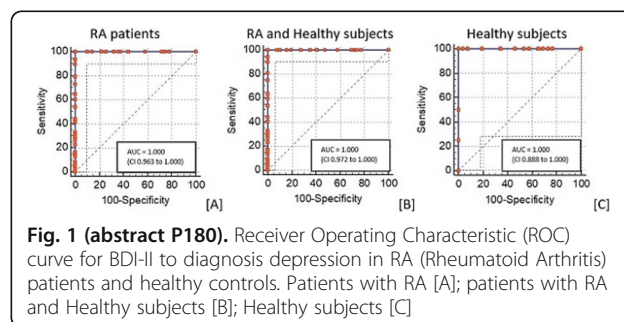 RA patients
RA and Healthy subjects
Healthy subjects
Sensitivity
100
80
60
40
20
0
AUC = 1.000
(CI 0.963 to 1.000)
0 20 40 60 80 100
100-Specificity
[A]
Sensitivity
100
80
60
40
20
0
AUC = 1.000
(CI 0.972 to 1.000)
0 20 40 60 80 100
100-Specificity
[B]
Sensitivity
100
80
60
40
20
0
AUC = 1.000
(CI 0.888 to 1.000)
0 20 40 60 80 100
100-Specificity
[C]
Fig. 1 (abstract P180). Receiver Operating Characteristic (ROC)
curve for BDI-II to diagnosis depression in RA (Rheumatoid Arthritis)
patients and healthy controls. Patients with RA [A]; patients with RA
and Healthy subjects [B]; Healthy subjects [C]